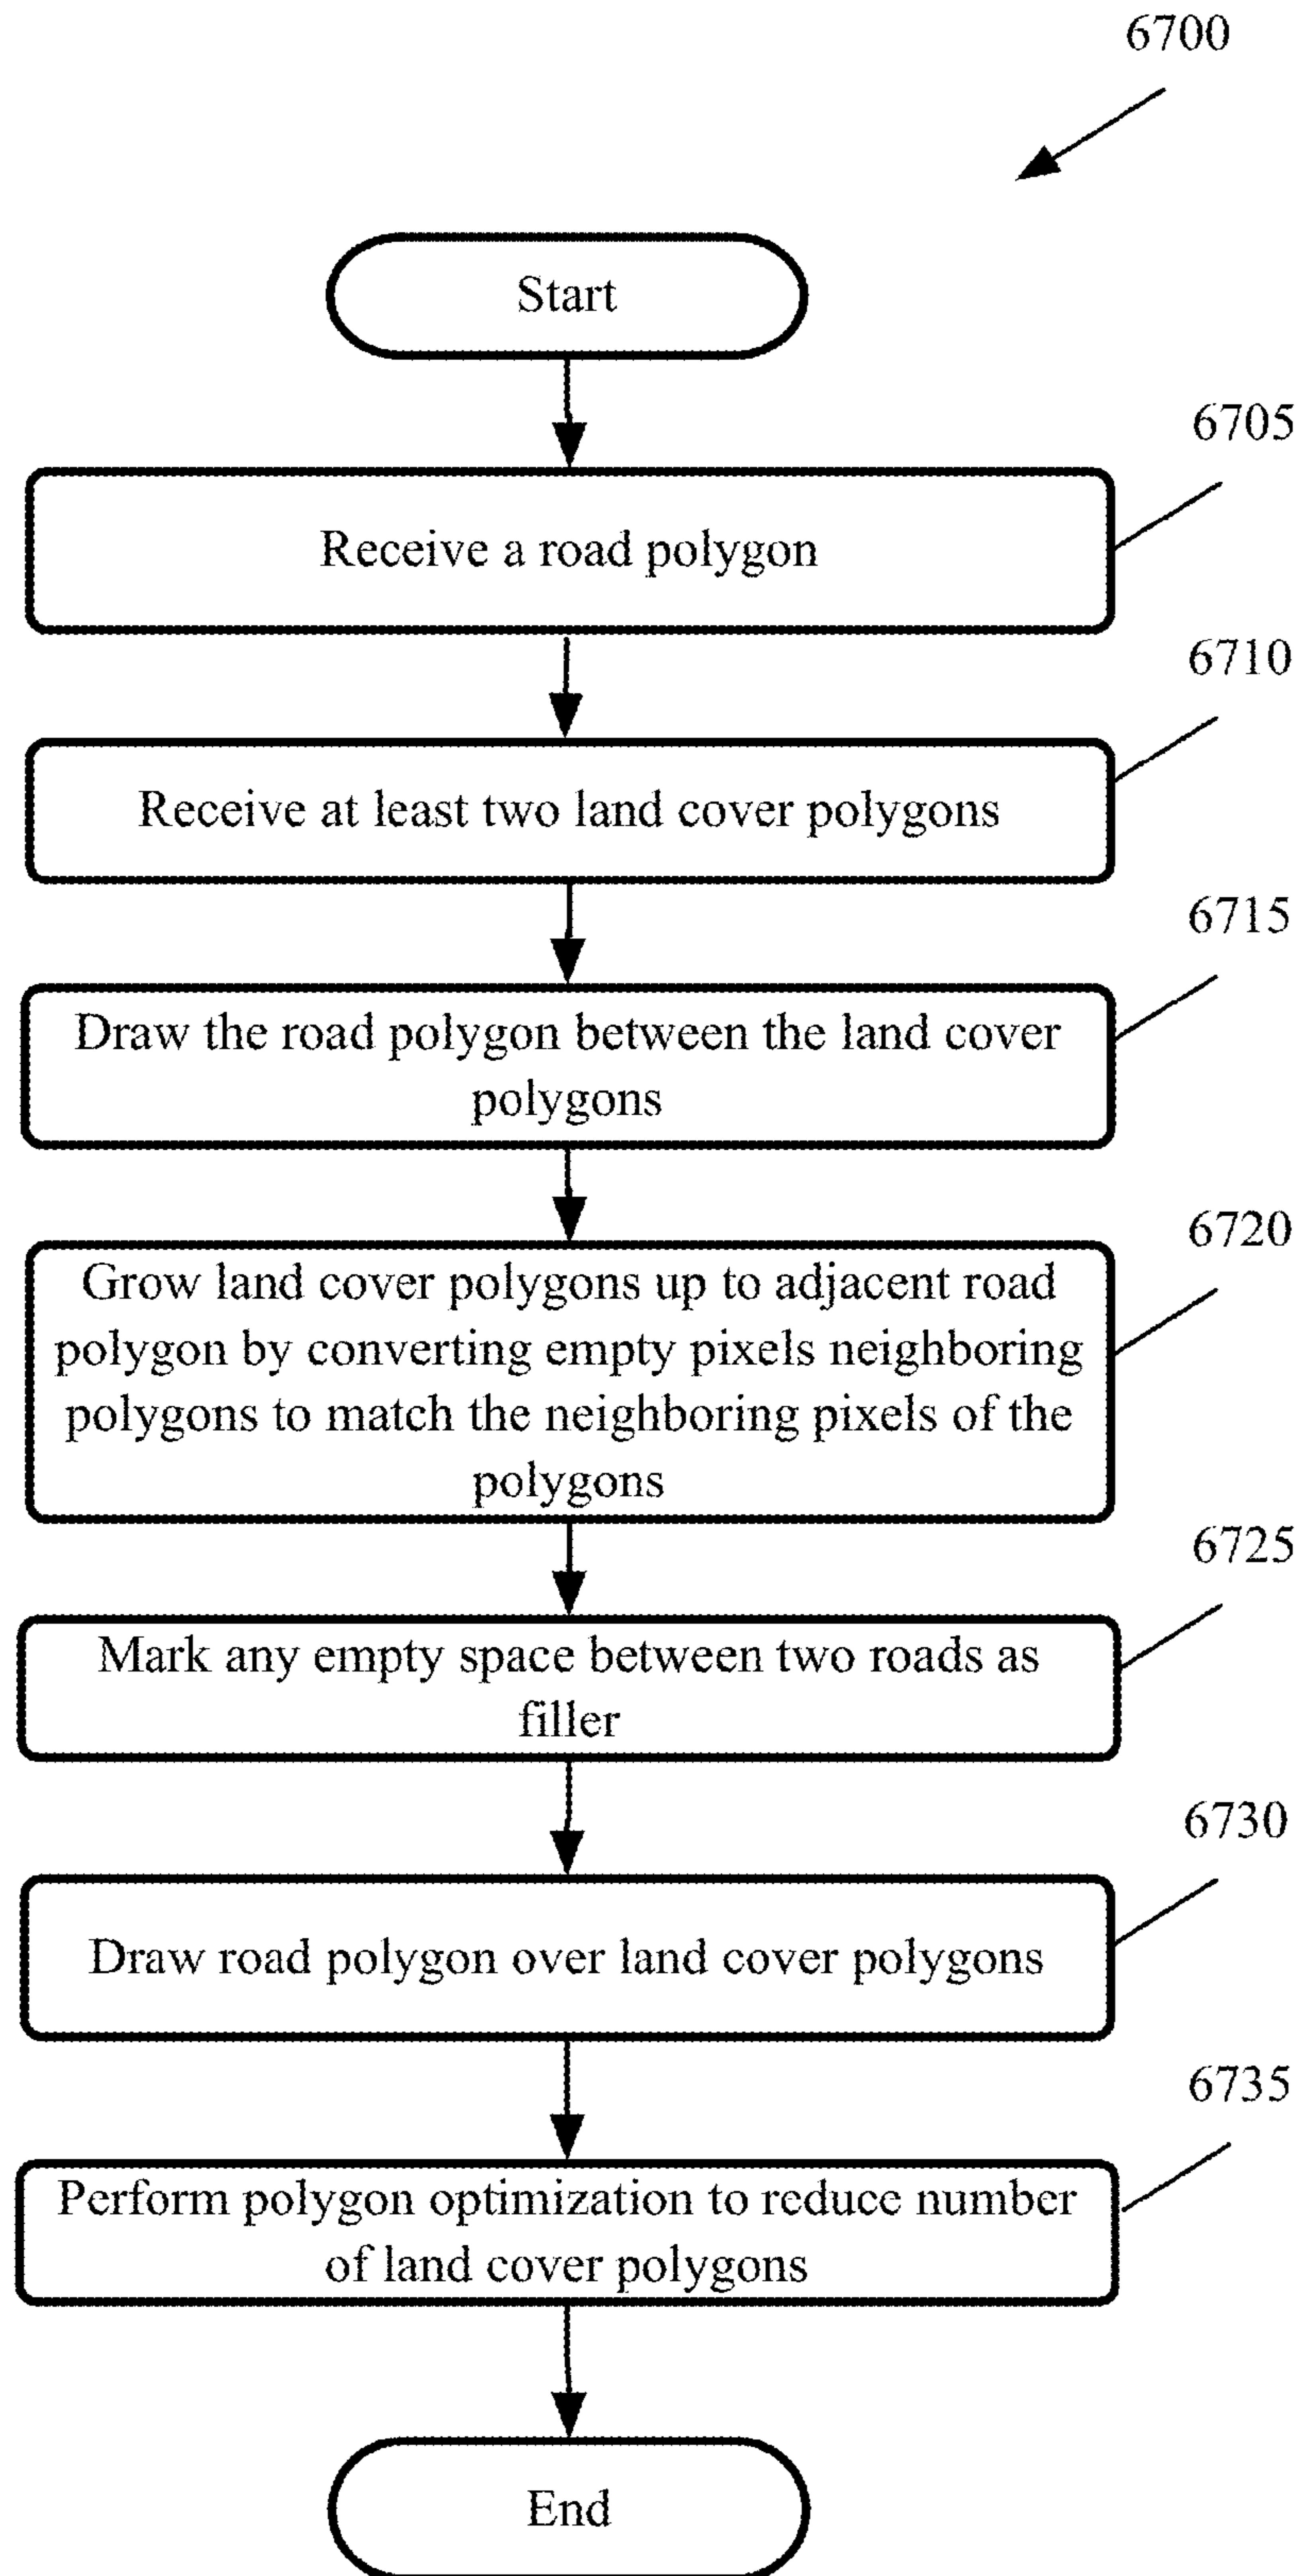 6700
Start
6705
Receive a road polygon
6710
Receive at least two land cover polygons
6715
Draw the road polygon between the land cover
polygons
6720
Grow land cover polygons up to adjacent road
polygon by converting empty pixels neighboring
polygons to match the neighboring pixels of the
polygons
6725
Mark any empty space between two roads as
filler
6730
Draw road polygon over land cover polygons
6735
Perform polygon optimization to reduce number
of land cover polygons
End